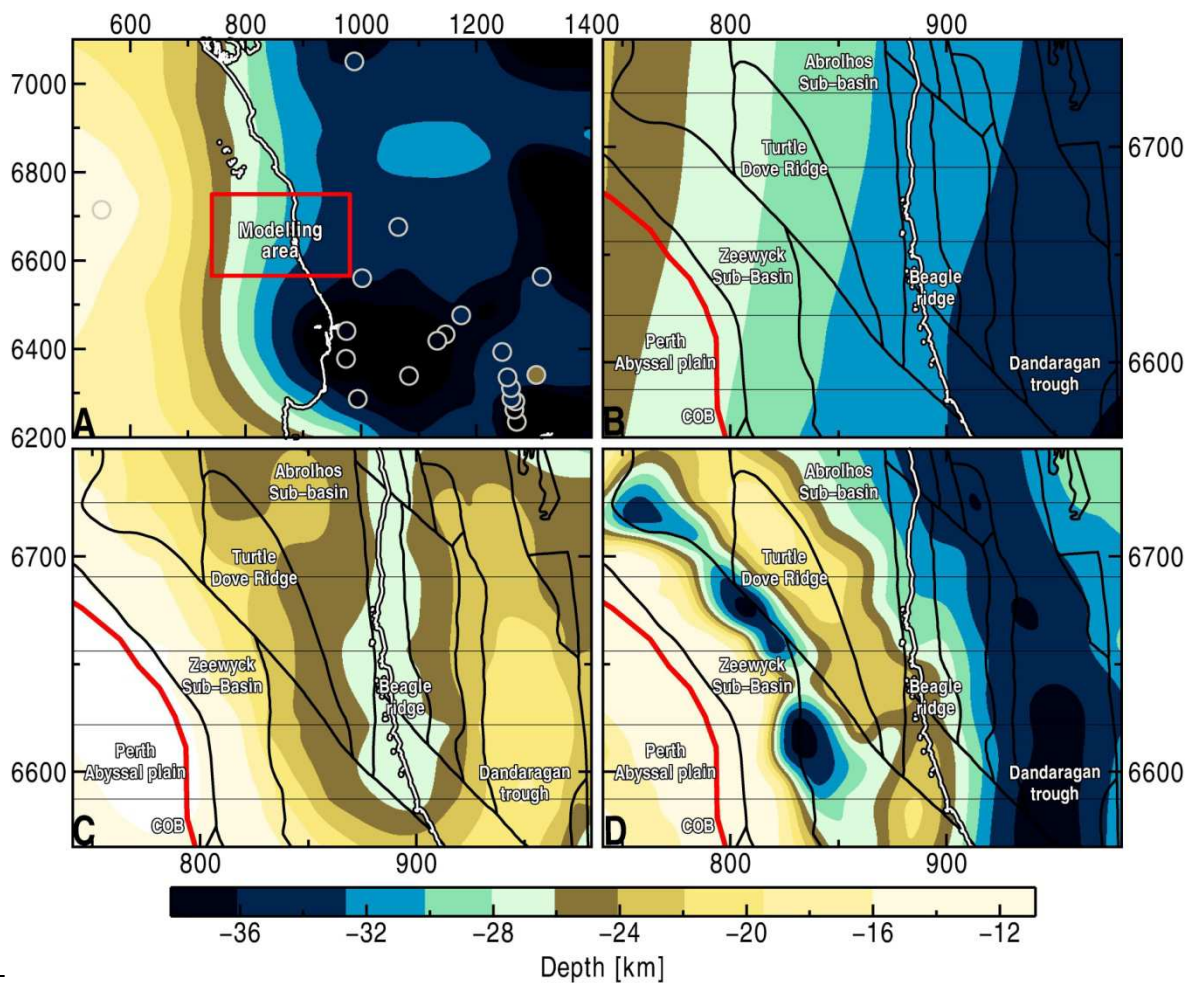 600 800 1000 1200 1400
900
7000
6800
6600
6400
6200
Modelling
area
A
Abrolhos
Sub-basin
Turtle
Dove Ridge
Zeewyck
Sub-Basin
Beagle
ridge
Perth
Abyssal plain
Dandaragan
trough
COB
B
6700
6600
6700
6600
Abrolhos
Sub-basin
Turtle
Dove Ridge
Zeewyck
Sub-Basin
Beagle
ridge
Perth
Abyssal plain
Dandaragan
trough
COB
C
800 900
Abrolhos
Sub-basin
Turtle
Dove Ridge
Zeewyck
Sub-Basin
Beagle
ridge
Perth
Abyssal plain
Dandaragan
trough
COB
D
6700
6600
800 900
−36 −32 −28 −24 −20 −16 −12
Depth [km]